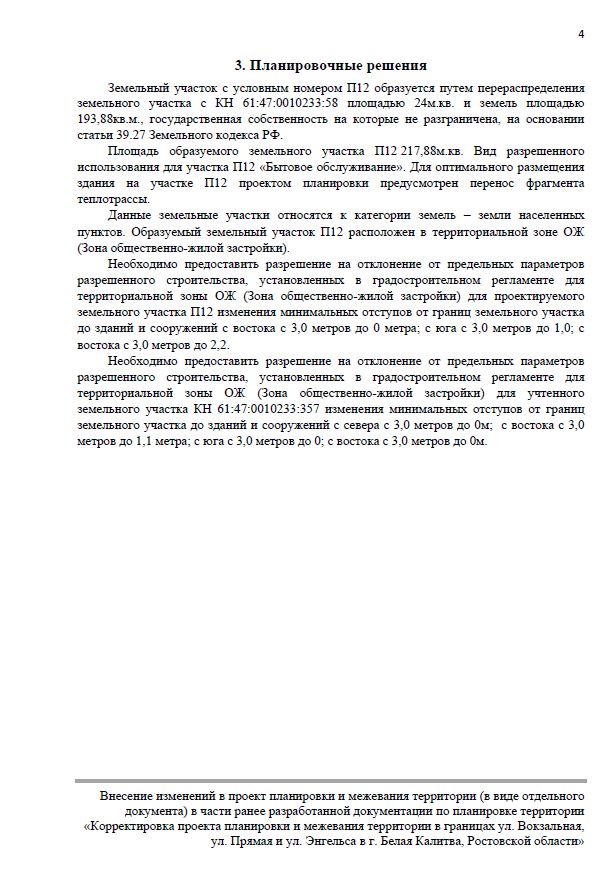 4
3. Планировочные решения
Земельный участок с условным номером П12 образуется путем перераспределения
земельного участка с КН 61:47:0010233:58 площадью 24м.кв. и земель площадью
193,88кв.м., государственная собственность на которые не разграничена, на основании
статьи 39.27 Земельного кодекса РФ.
Площадь образуемого земельного участка П12 217,88м.кв. Вид разрешенного
использования для участка П12 «Бытовое обслуживание». Для оптимального размещения
здания на участке П12 проектом планировки предусмотрен перенос фрагмента
теплотрассы.
Данные земельные участки относятся к категории земель – земли населенных
пунктов. Образуемый земельный участок П12 расположен в территориальной зоне ОЖ
(Зона общественно-жилой застройки).
Необходимо предоставить разрешение на отклонение от предельных параметров
разрешенного строительства, установленных в градостроительном регламенте для
территориальной зоны ОЖ (Зона общественно-жилой застройки) для проектируемого
земельного участка П12 изменения минимальных отступов от границ земельного участка
до зданий и сооружений с востока с 3,0 метров до 0 метра; с юга с 3,0 метров до 1,0; с
востока с 3,0 метров до 2,2.
Необходимо предоставить разрешение на отклонение от предельных параметров
разрешенного строительства, установленных в градостроительном регламенте для
территориальной зоны ОЖ (Зона общественно-жилой застройки) для учтенного
земельного участка КН 61:47:0010233:357 изменения минимальных отступов от границ
земельного участка до зданий и сооружений с севера с 3,0 метров до 0м; с востока с 3,0
метров до 1,1 метра; с юга с 3,0 метров до 0; с востока с 3,0 метров до 0м.
Внесение изменений в проект планировки и межевания территории (в виде отдельного
документа) в части ранее разработанной документации по планировке территории
«Корректировка проекта планировки и межевания территории в границах ул. Вокзальная,
ул. Прямая и ул. Энгельса в г. Белая Калитва, Ростовской области»